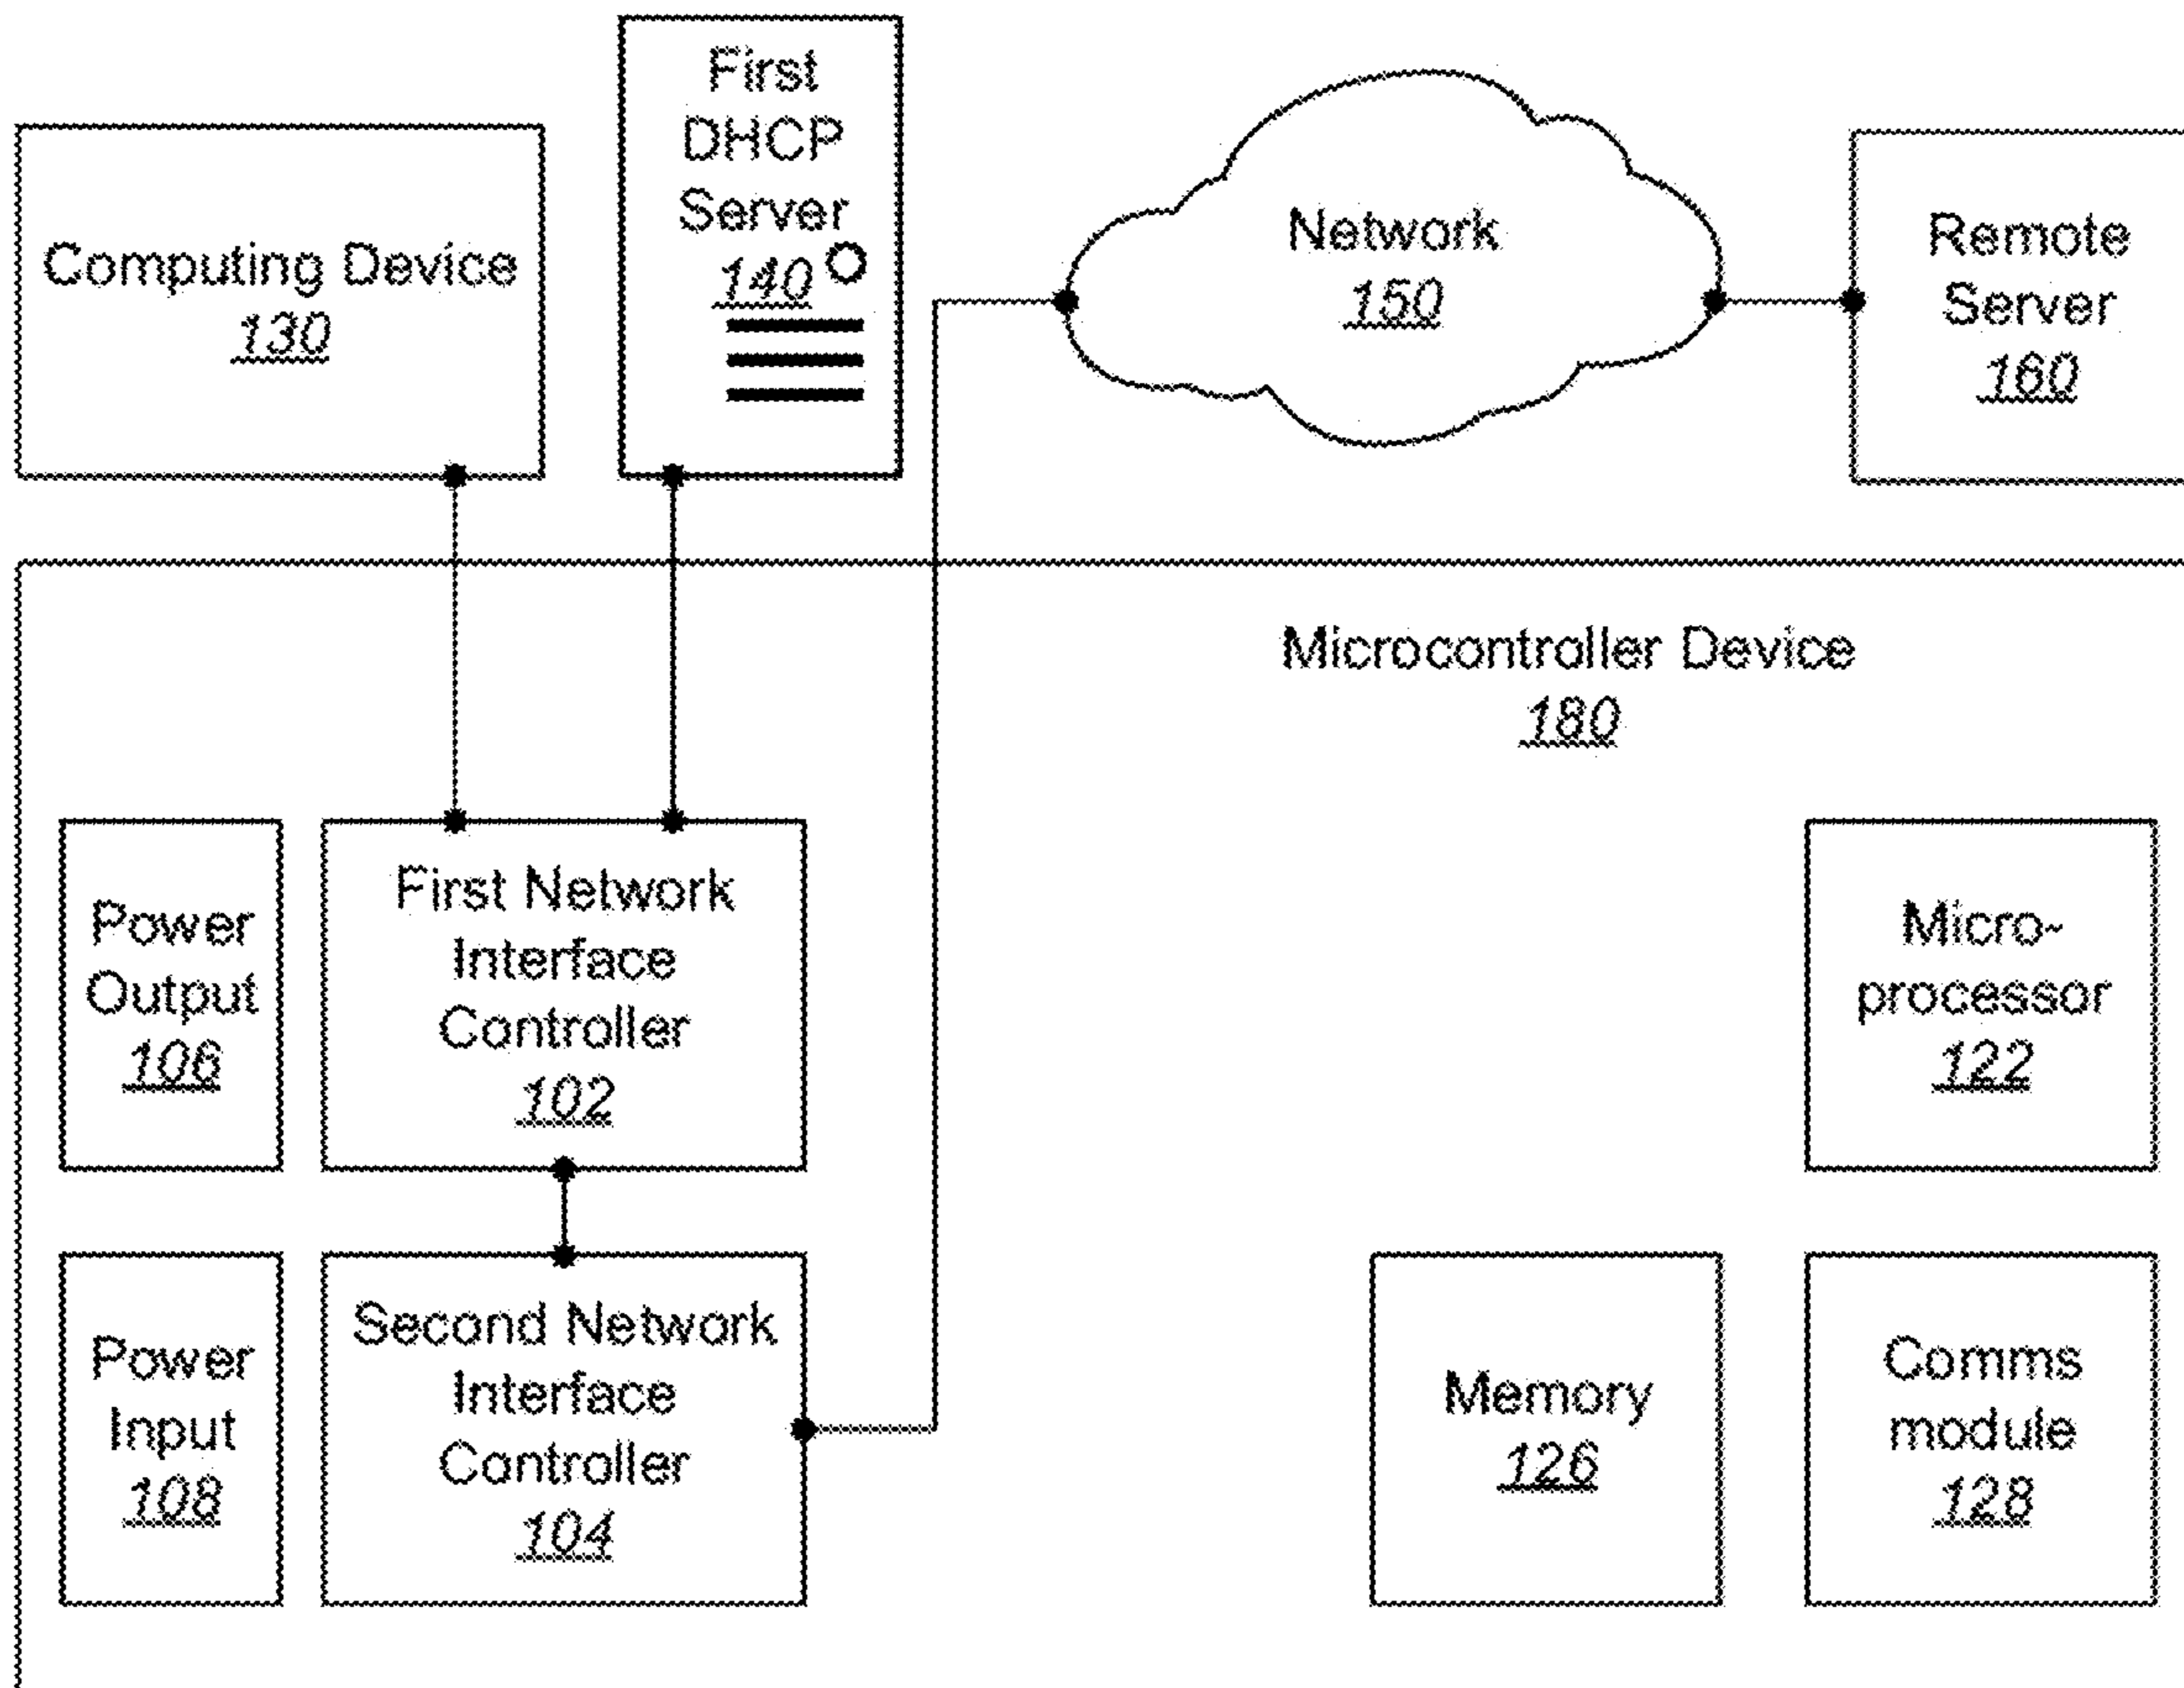 First
DHCP
Server
140
Computing Device
130
Network
150
Remote
Server
160
Microcontroller Device
180
Power
Output
106
First Network
Interface
Controller
102
Micro-
processor
122
Power
Input
108
Second Network
Interface
Controller
104
Memory
126
Comms
module
128